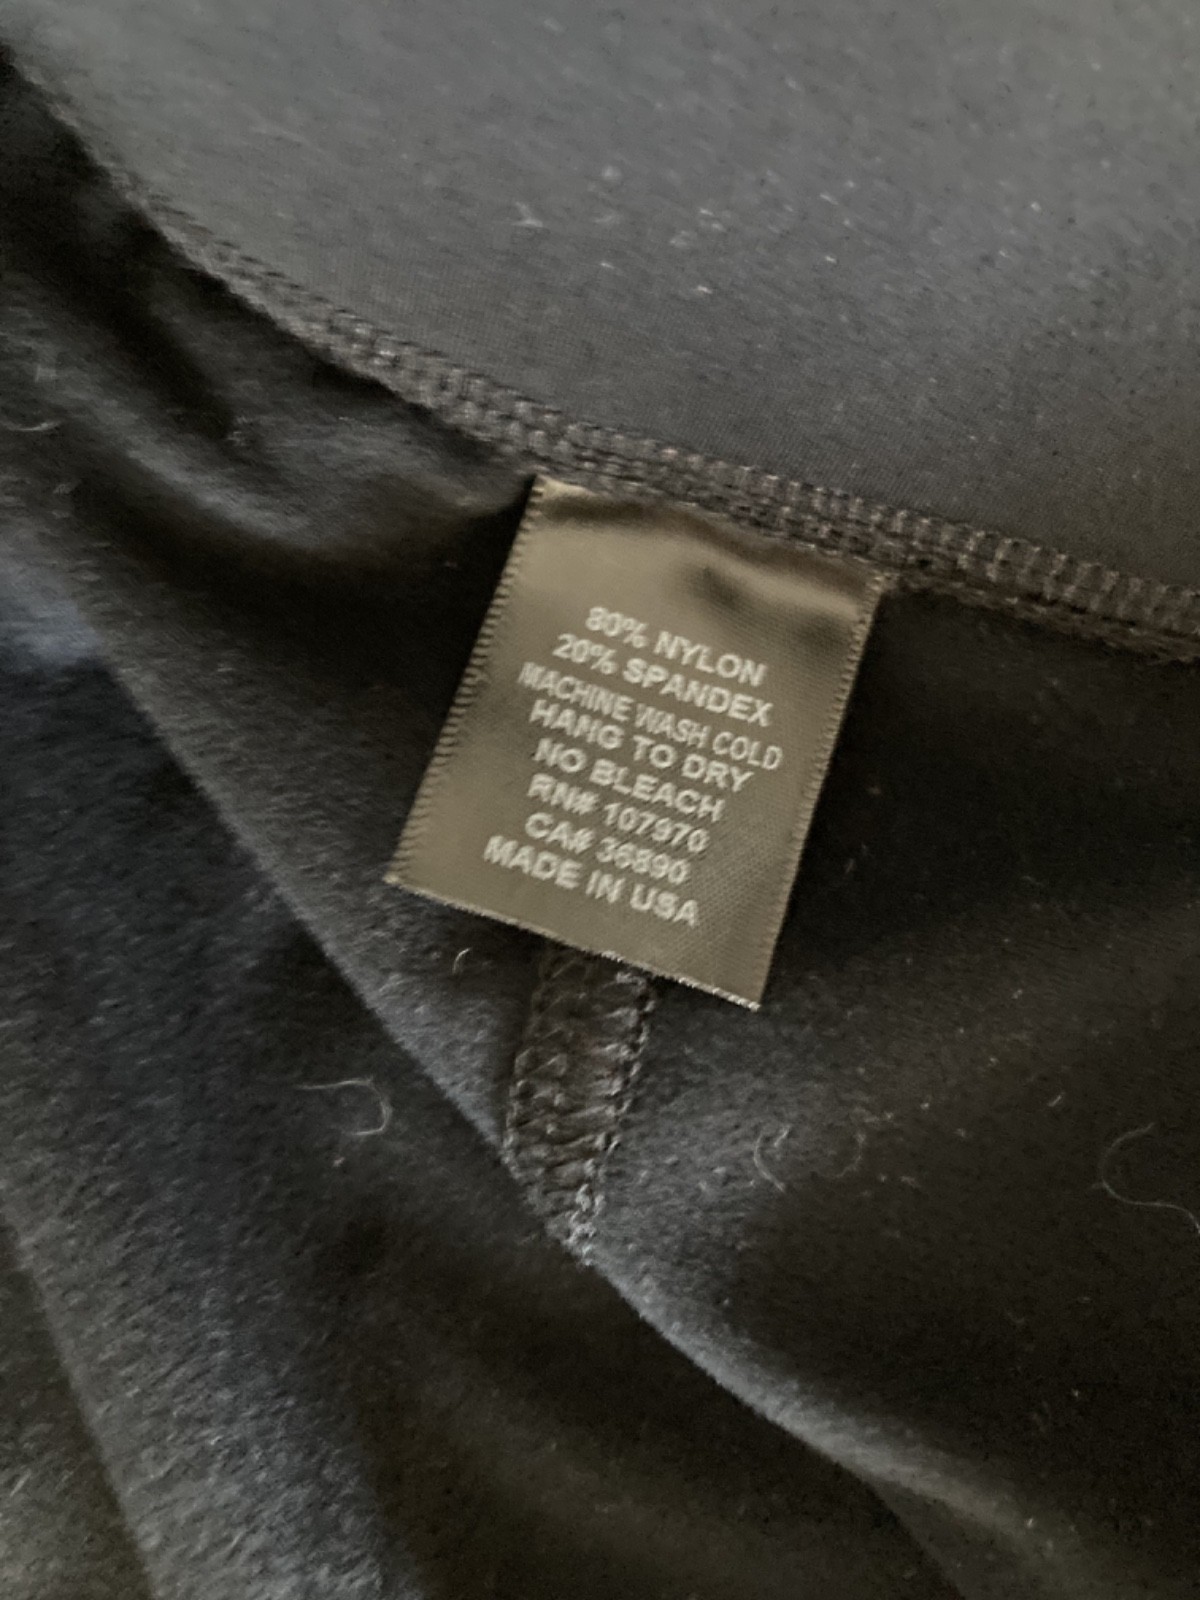 80% NYLON
20% SPANDEX
MACHINE WASH COLD
HANG TO DRY
NO BLEACH
RN# 107970
CA# 36890
MADE IN USA